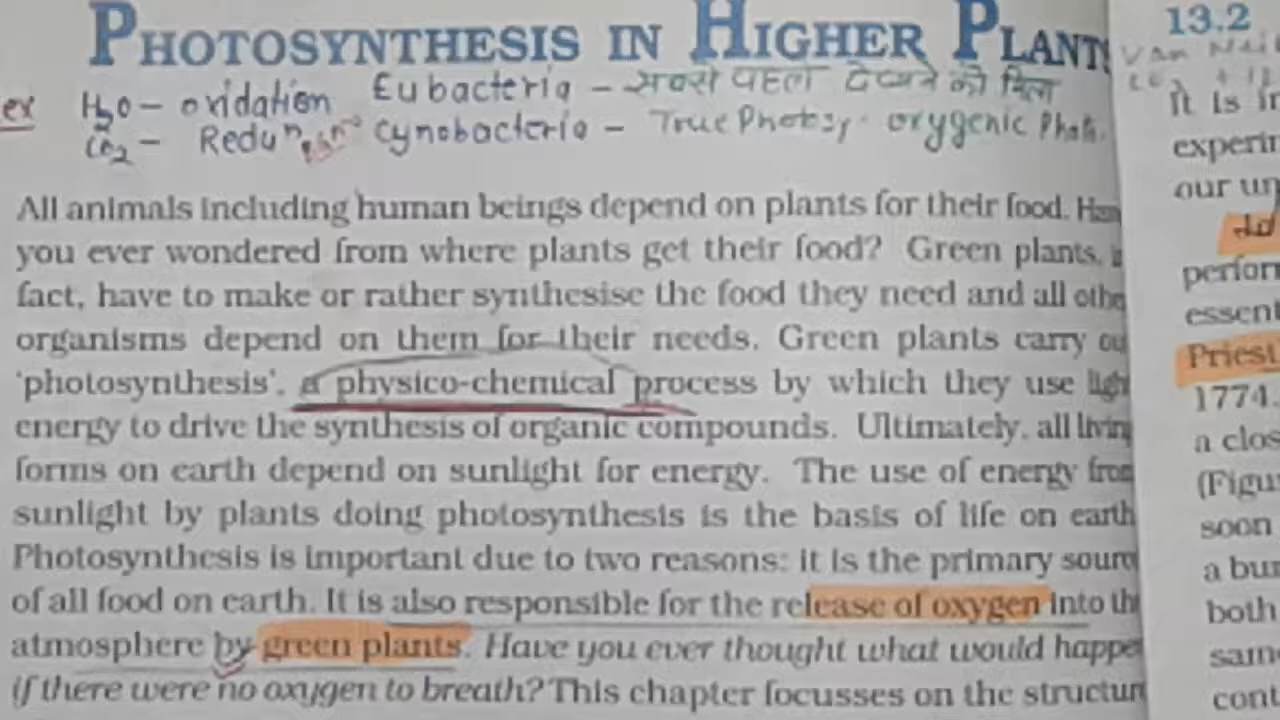 PHOTOSYNTHESIS IN HIGHER PLANTS
H2O - oxidation Eubacteria - सबसे पहले देखने को मिला
CO2 - Redun Cynobacteria - True Photosy. oxygenic Photo.
All animals including human beings depend on plants for their food. Hav
you ever wondered from where plants get their food? Green plants, in
fact, have to make or rather synthesise the food they need and all othe
organisms depend on them for their needs. Green plants carry ou
‘photosynthesis’, a physico-chemical process by which they use ligh
energy to drive the synthesis of organic compounds. Ultimately, all livin
forms on earth depend on sunlight for energy. The use of energy from
sunlight by plants doing photosynthesis is the basis of life on earth
Photosynthesis is important due to two reasons: it is the primary sourc
of all food on earth. It is also responsible for the release of oxygen into th
atmosphere by green plants. Have you ever thought what would happe
if there were no oxygen to breath? This chapter focusses on the structur
13.2
it is in
experin
our un
perfor
essent
Priest
1774.
a clos
(Figu
soon
a bur
both
same
cont